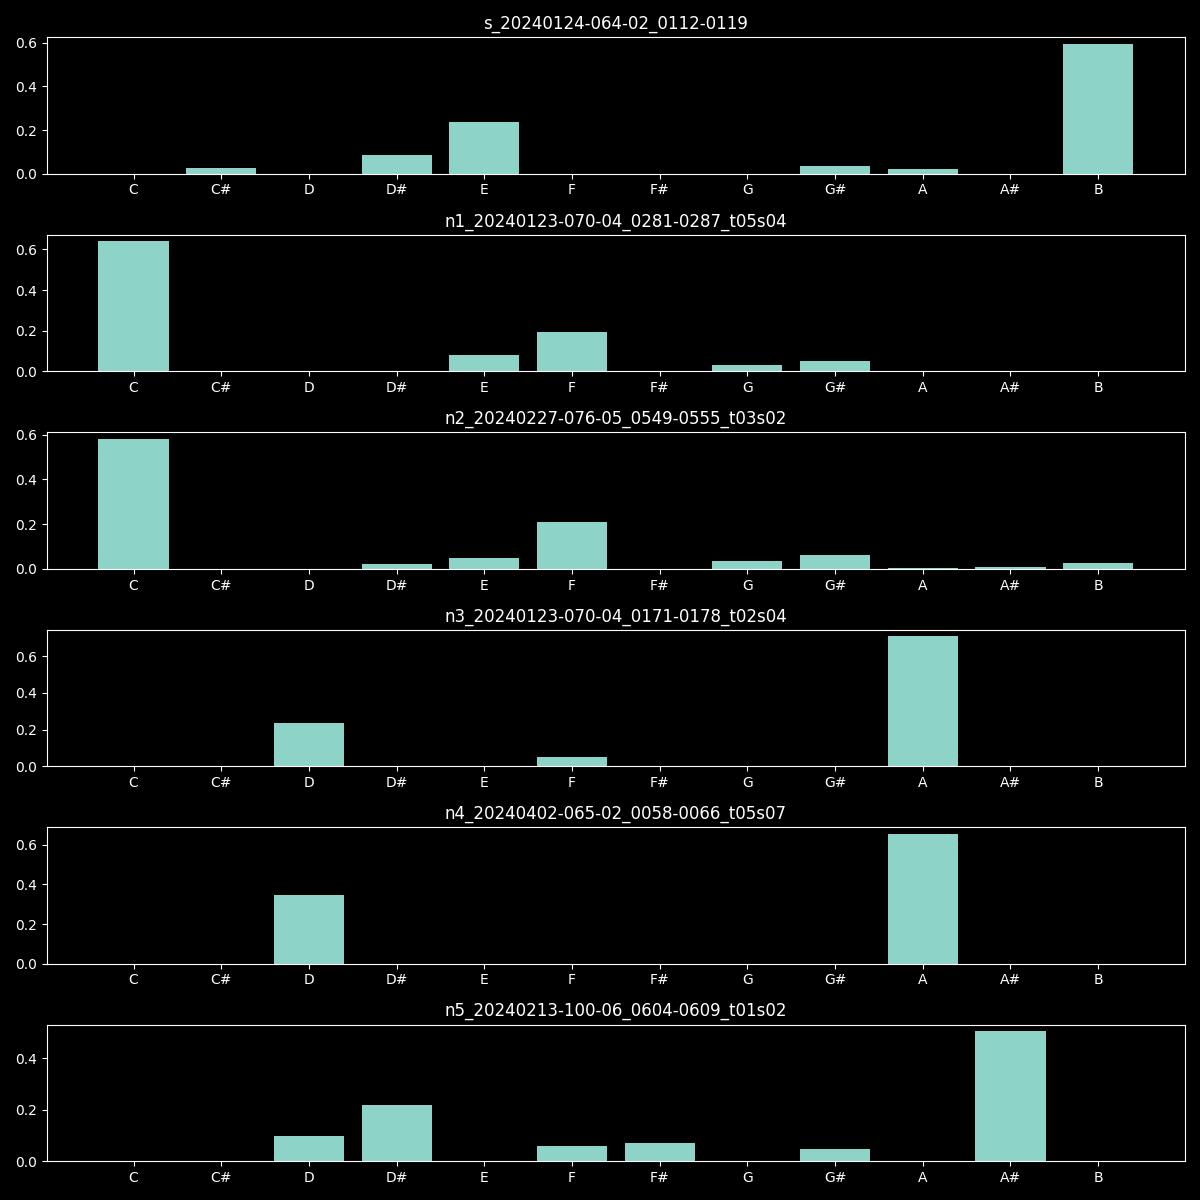 s_20240124-064-02_0112-0119
0.6
0.4
0.2
0.0
C C# D D# E F F# G G# A A# B
n1_20240123-070-04_0281-0287_t05s04
0.6
0.4
0.2
0.0
C C# D D# E F F# G G# A A# B
n2_20240227-076-05_0549-0555_t03s02
0.6
0.4
0.2
0.0
C C# D D# E F F# G G# A A# B
n3_20240123-070-04_0171-0178_t02s04
0.6
0.4
0.2
0.0
C C# D D# E F F# G G# A A# B
n4_20240402-065-02_0058-0066_t05s07
0.6
0.4
0.2
0.0
C C# D D# E F F# G G# A A# B
n5_20240213-100-06_0604-0609_t01s02
0.4
0.2
0.0
C C# D D# E F F# G G# A A# B